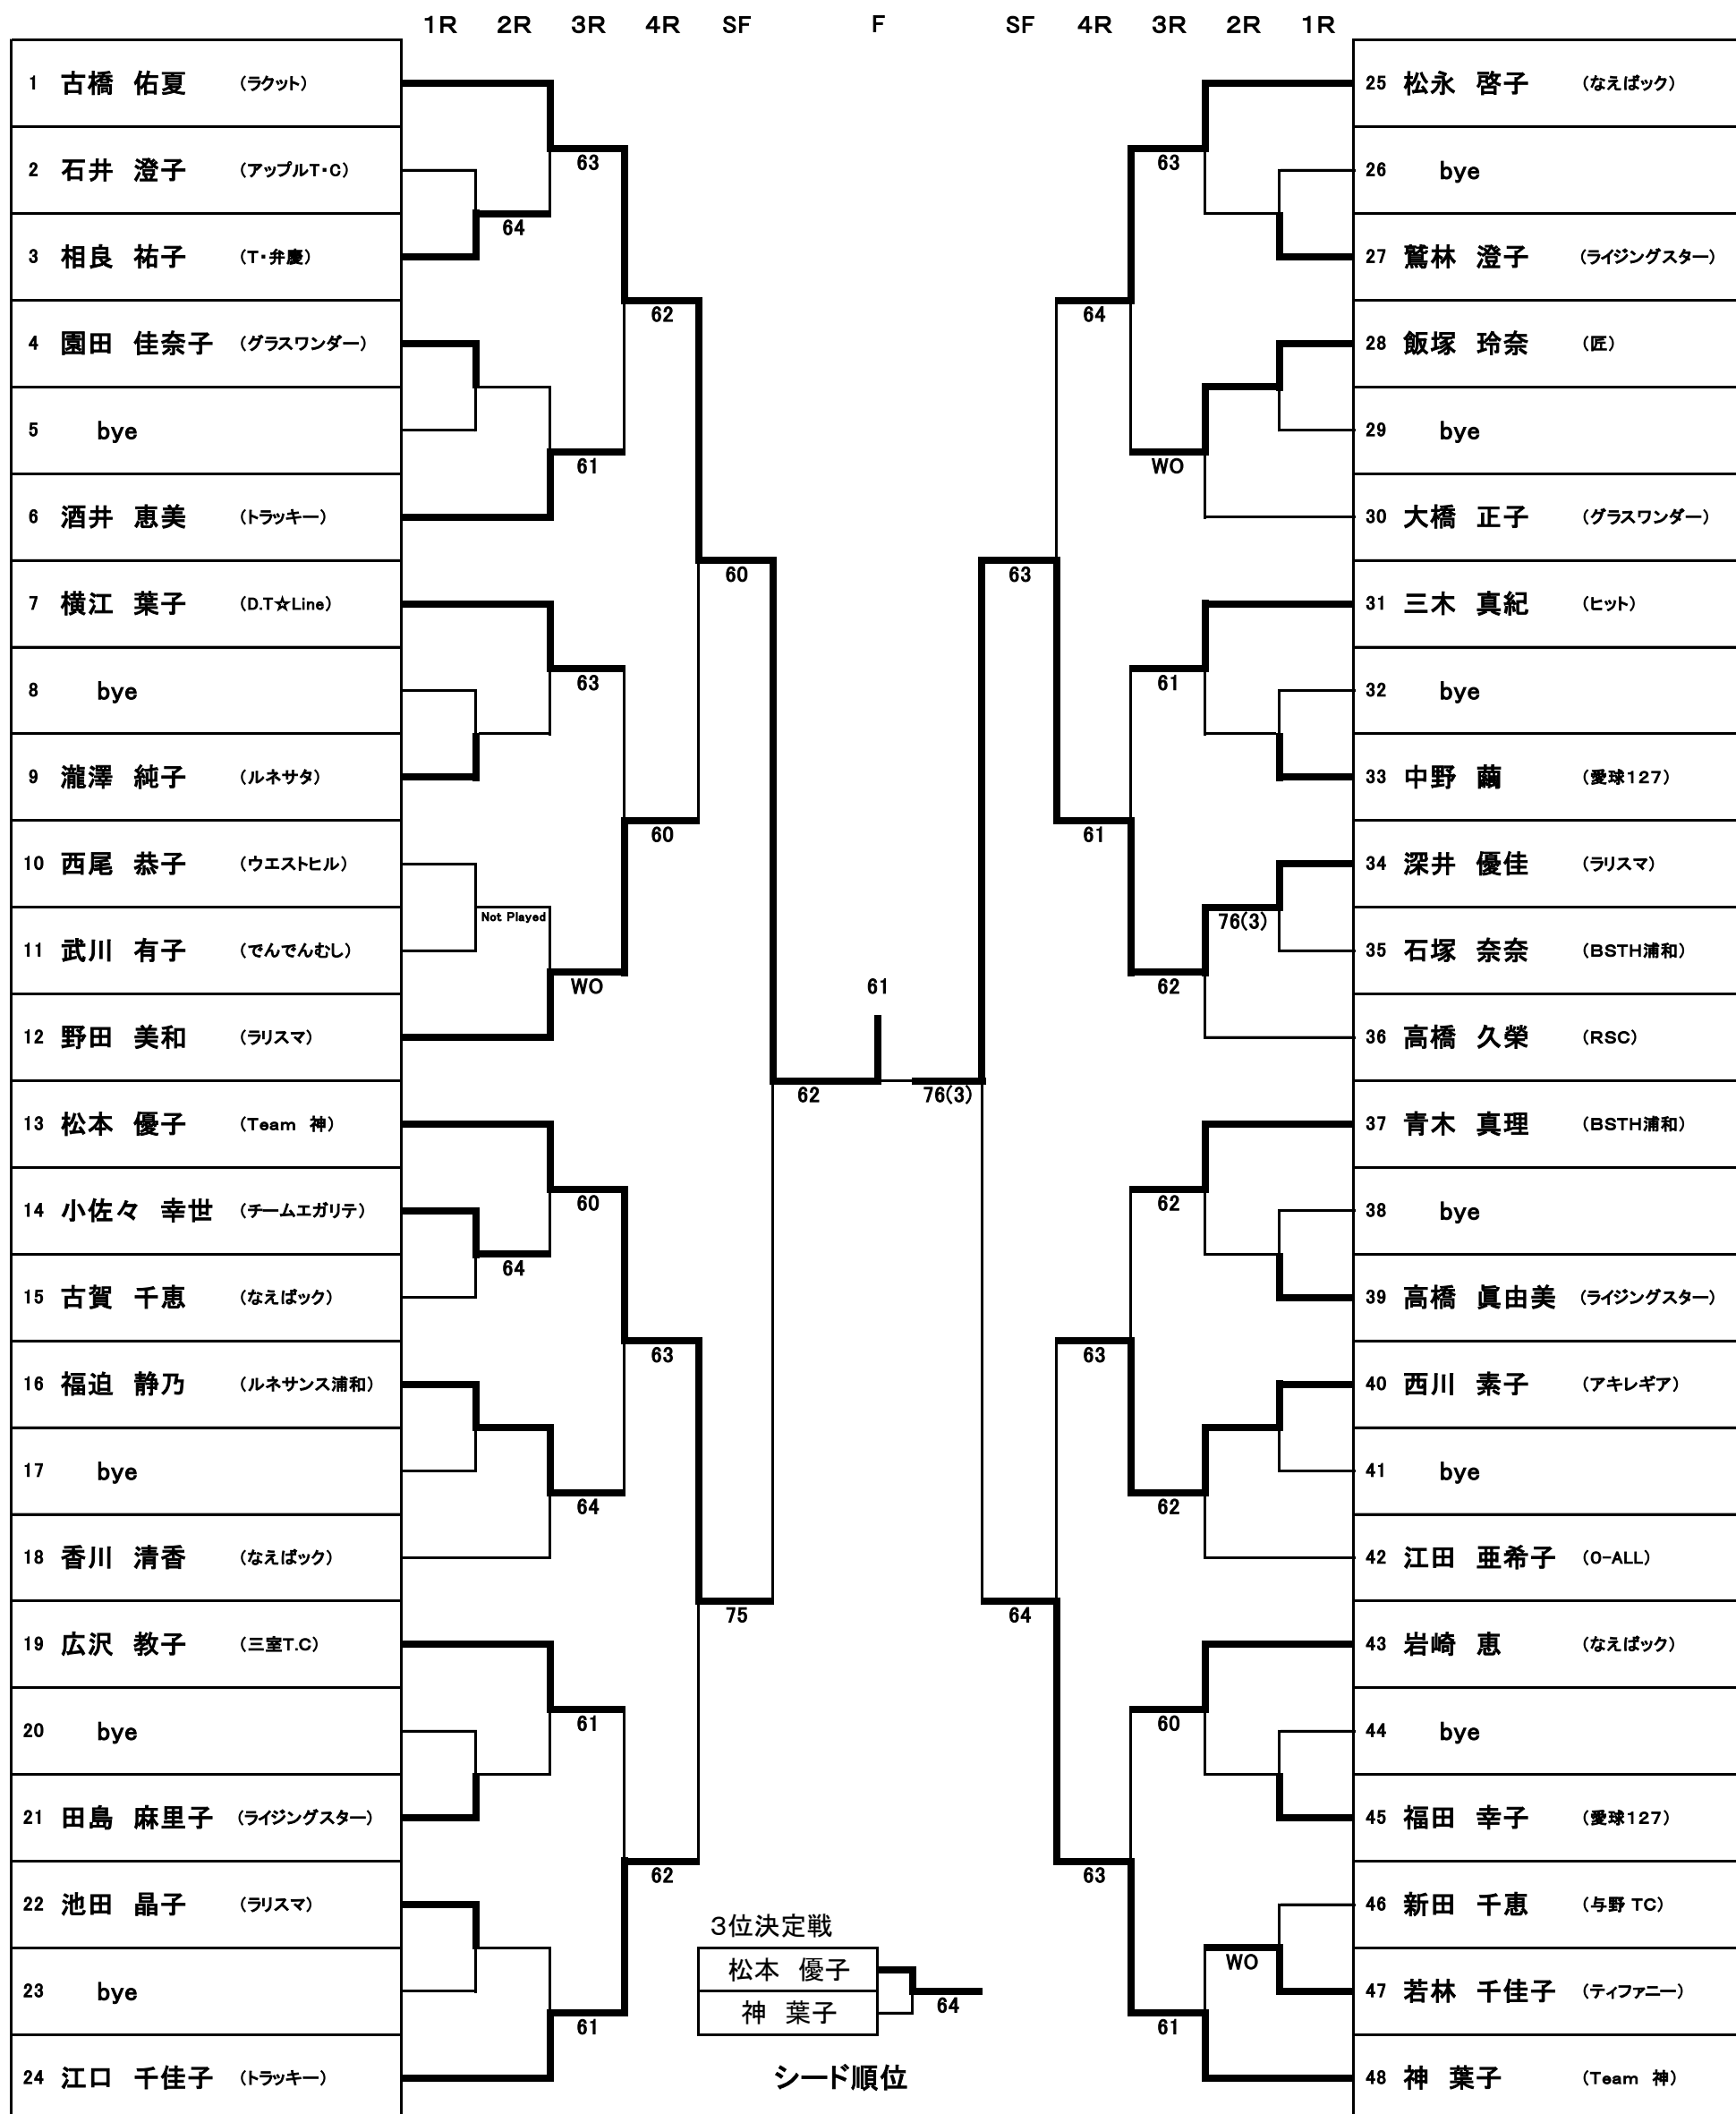 1R 2R 3R 4R SF F SF 4R 3R 2R 1R
1 古橋 佑夏 (ラクット)
2 石井 澄子 (アップルT・C)
3 相良 祐子 (T・弁慶)
4 園田 佳奈子 (グラスワンダー)
5 bye
6 酒井 恵美 (トラッキー)
7 横江 葉子 (D.T☆Line)
8 bye
9 瀧澤 純子 (ルネサタ)
10 西尾 恭子 (ウエストヒル)
11 武川 有子 (でんでんむし)
12 野田 美和 (ラリスマ)
13 松本 優子 (Team 神)
14 小佐々 幸世 (チームエガリテ)
15 古賀 千恵 (なえばック)
16 福迫 静乃 (ルネサンス浦和)
17 bye
18 香川 清香 (なえばック)
19 広沢 教子 (三室T.C)
20 bye
21 田島 麻里子 (ライジングスター)
22 池田 晶子 (ラリスマ)
23 bye
24 江口 千佳子 (トラッキー)
64
Not Played
64
63
61
63
WO
60
64
61
61
62
60
63
62
60
75
62
61
76(3)
63
64
64
61
63
63
63
WO
61
62
62
62
60
61
76(3)
WO
25 松永 啓子 (なえばック)
26 bye
27 鷲林 澄子 (ライジングスター)
28 飯塚 玲奈 (匠)
29 bye
30 大橋 正子 (グラスワンダー)
31 三木 真紀 (ヒット)
32 bye
33 中野 繭 (愛球127)
34 深井 優佳 (ラリスマ)
35 石塚 奈奈 (BSTH浦和)
36 高橋 久榮 (RSC)
37 青木 真理 (BSTH浦和)
38 bye
39 高橋 眞由美 (ライジングスター)
40 西川 素子 (アキレギア)
41 bye
42 江田 亜希子 (O-ALL)
43 岩崎 恵 (なえばック)
44 bye
45 福田 幸子 (愛球127)
46 新田 千恵 (与野 TC)
47 若林 千佳子 (ティファニー)
48 神 葉子 (Team 神)
3位決定戦
松本 優子
神 葉子
64
シード順位